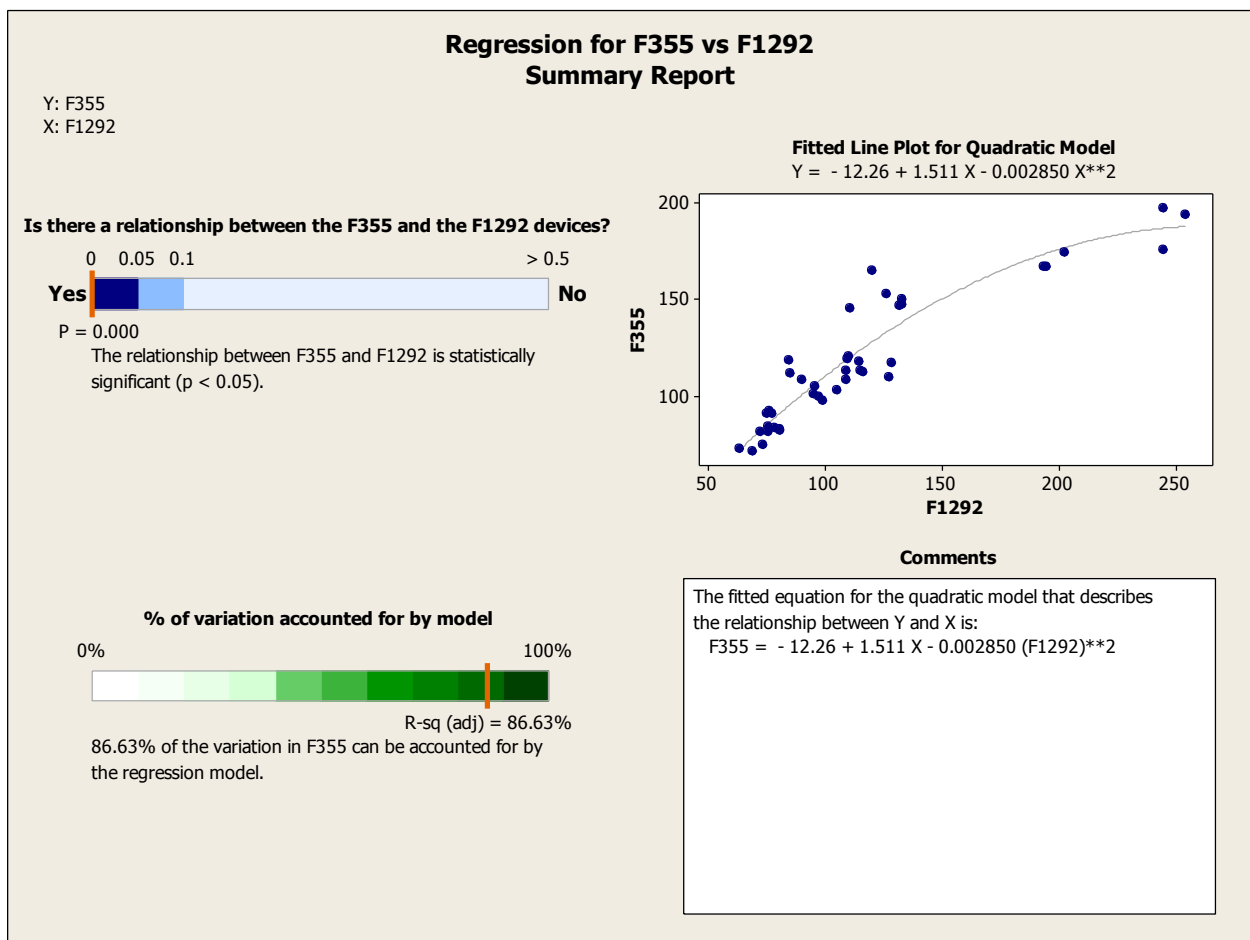 Regression for F355 vs F1292
Summary Report
Y: F355
X: F1292
Is there a relationship between the F355 and the F1292 devices?
0 0.05 0.1 > 0.5
Yes No
P = 0.000
The relationship between F355 and F1292 is statistically
significant (p < 0.05).
% of variation accounted for by model
0% 100%
R-sq (adj) = 86.63%
86.63% of the variation in F355 can be accounted for by
the regression model.
Fitted Line Plot for Quadratic Model
Y = - 12.26 + 1.511 X - 0.002850 X**2
200
150
100
F355
50 100 150 200 250
F1292
Comments
The fitted equation for the quadratic model that describes
the relationship between Y and X is:
F355 = - 12.26 + 1.511 X - 0.002850 (F1292)**2